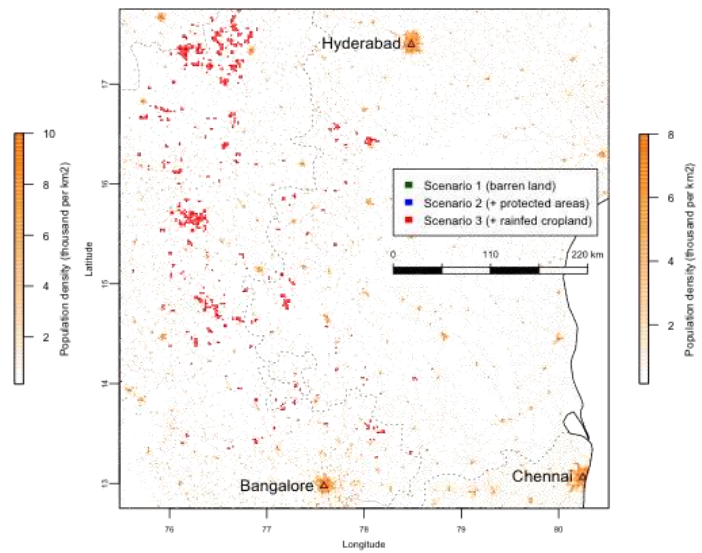 Hyderabad
17
16
15
14
13
Latitude
10
8
6
4
2
Population density (thousand per km2)
Scenario 1 (barren land)
Scenario 2 (+ protected areas)
Scenario 3 (+ rainfed cropland)
0 110 220 km
8
6
4
2
Population density (thousand per km2)
Bangalore
Chennai
76 77 78 79 80
Longitude